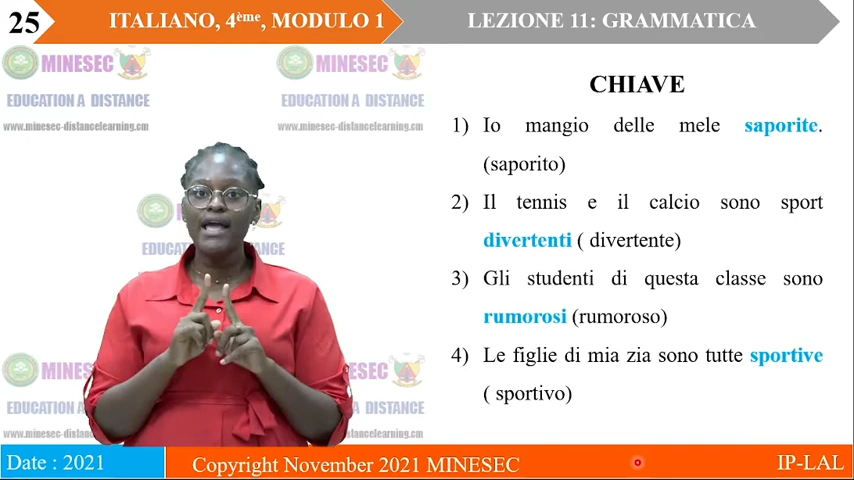 25
ITALIANO, 4ème, MODULO 1
LEZIONE 11: GRAMMATICA
MINESEC
EDUCATION A DISTANCE
www.minesec-distancelearning.cm
MINESEC
EDUCATION A DISTANCE
www.minesec-distancelearning.cm
CHIAVE
1) Io mangio delle mele saporite.
(saporito)
2) Il tennis e il calcio sono sport
divertenti ( divertente)
3) Gli studenti di questa classe sono
rumorosi (rumoroso)
4) Le figlie di mia zia sono tutte sportive
( sportivo)
Date : 2021
Copyright November 2021 MINESEC
IP-LAL